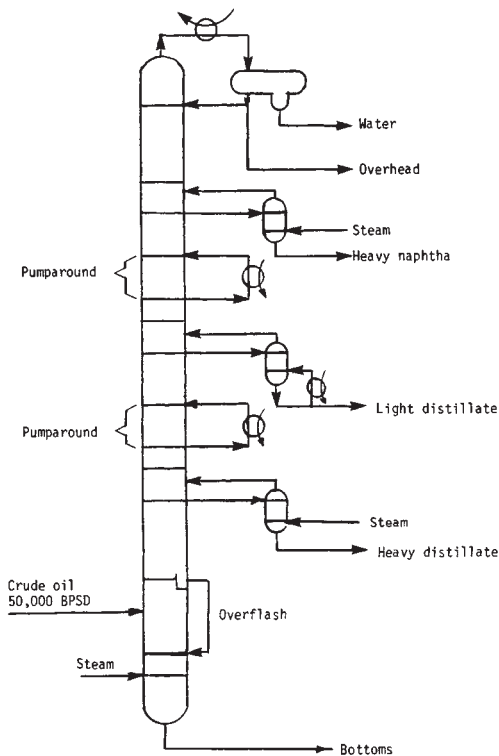 Water
Overhead
Steam
Heavy naphtha
Pumparound
Light distillate
Pumparound
Steam
Heavy distillate
Crude oil
50,000 BPSD
Overflash
Steam
Bottoms